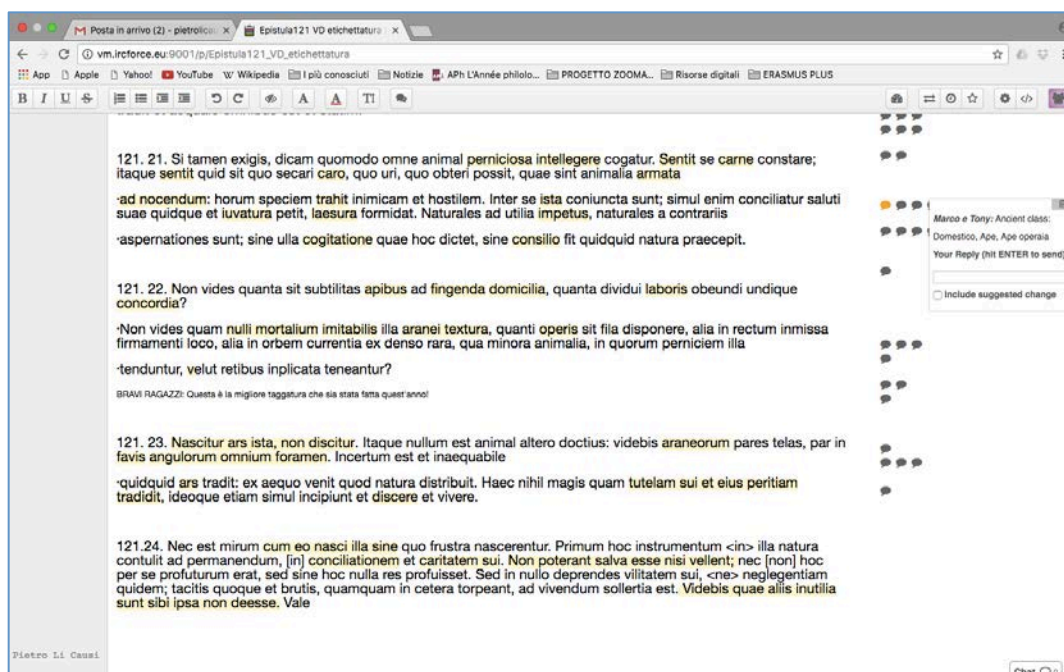 Posta in arrivo (2) - pietrolicau
Epistula121 VD etichettatura
vm.ircforce.eu:9001/p/Epistula121_VD_etichettatura
App Apple Yahoo! YouTube W Wikipedia I più conosciuti Notizie APh L'Année philolo... PROGETTO ZOOMA... Risorse digitali ERASMUS PLUS
B I U S
121. 21. Si tamen exigis, dicam quomodo omne animal perniciosa intellegere cogatur. Sentit se carne constare;
itaque sentit quid sit quo secari caro, quo uri, quo obteri possit, quae sint animalia armata
·ad nocendum: horum speciem trahit inimicam et hostilem. Inter se ista coniuncta sunt; simul enim conciliatur saluti
suae quidque et iuvatura petit, laesura formidat. Naturales ad utilia impetus, naturales a contrariis
·aspernationes sunt; sine ulla cogitatione quae hoc dictet, sine consilio fit quidquid natura praecepit.
121. 22. Non vides quanta sit subtilitas apibus ad fingenda domicilia, quanta dividui laboris obeundi undique
concordia?
·Non vides quam nulli mortalium imitabilis illa aranei textura, quanti operis sit fila disponere, alia in rectum inmissa
firmamenti loco, alia in orbem currentia ex denso rara, qua minora animalia, in quorum perniciem illa
·tenduntur, velut retibus inplicata teneantur?
BRAVI RAGAZZI: Questa è la migliore taggatura che sia stata fatta quest'anno!
121. 23. Nascitur ars ista, non discitur. Itaque nullum est animal altero doctius: videbis araneorum pares telas, par in
favis angulorum omnium foramen. Incertum est et inaequabile
·quidquid ars tradit: ex aequo venit quod natura distribuit. Haec nihil magis quam tutelam sui et eius peritiam
tradidit, ideoque etiam simul incipiunt et discere et vivere.
121.24. Nec est mirum cum eo nasci illa sine quo frustra nascerentur. Primum hoc instrumentum <in> illa natura
contulit ad permanendum, [in] conciliationem et caritatem sui. Non poterant salva esse nisi vellent; nec [non] hoc
per se profuturum erat, sed sine hoc nulla res profuisset. Sed in nullo deprendes vilitatem sui, <ne> neglegentiam
quidem; tacitis quoque et brutis, quamquam in cetera torpeant, ad vivendum sollertia est. Videbis quae aliis inutilia
sunt sibi ipsa non deesse. Vale
Marco e Tony: Ancient class:
Domestico, Ape, Ape operaia
Your Reply (hit ENTER to send)
Include suggested change
Pietro Li Causi
Chat